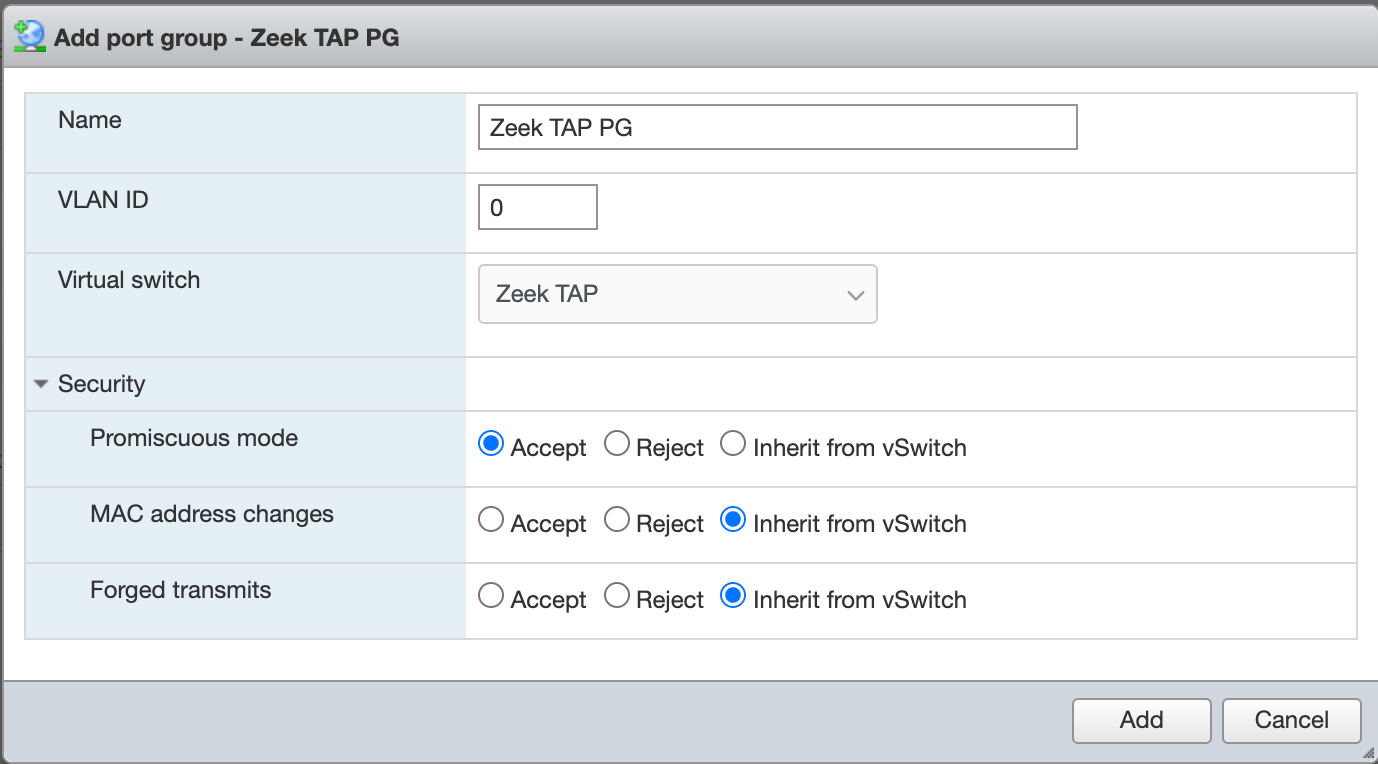 Add port group - Zeek TAP PG
Name
Zeek TAP PG
VLAN ID
0
Virtual switch
Zeek TAP
Security
Promiscuous mode
Accept Reject Inherit from vSwitch
MAC address changes
Accept Reject Inherit from vSwitch
Forged transmits
Accept Reject Inherit from vSwitch
Add Cancel